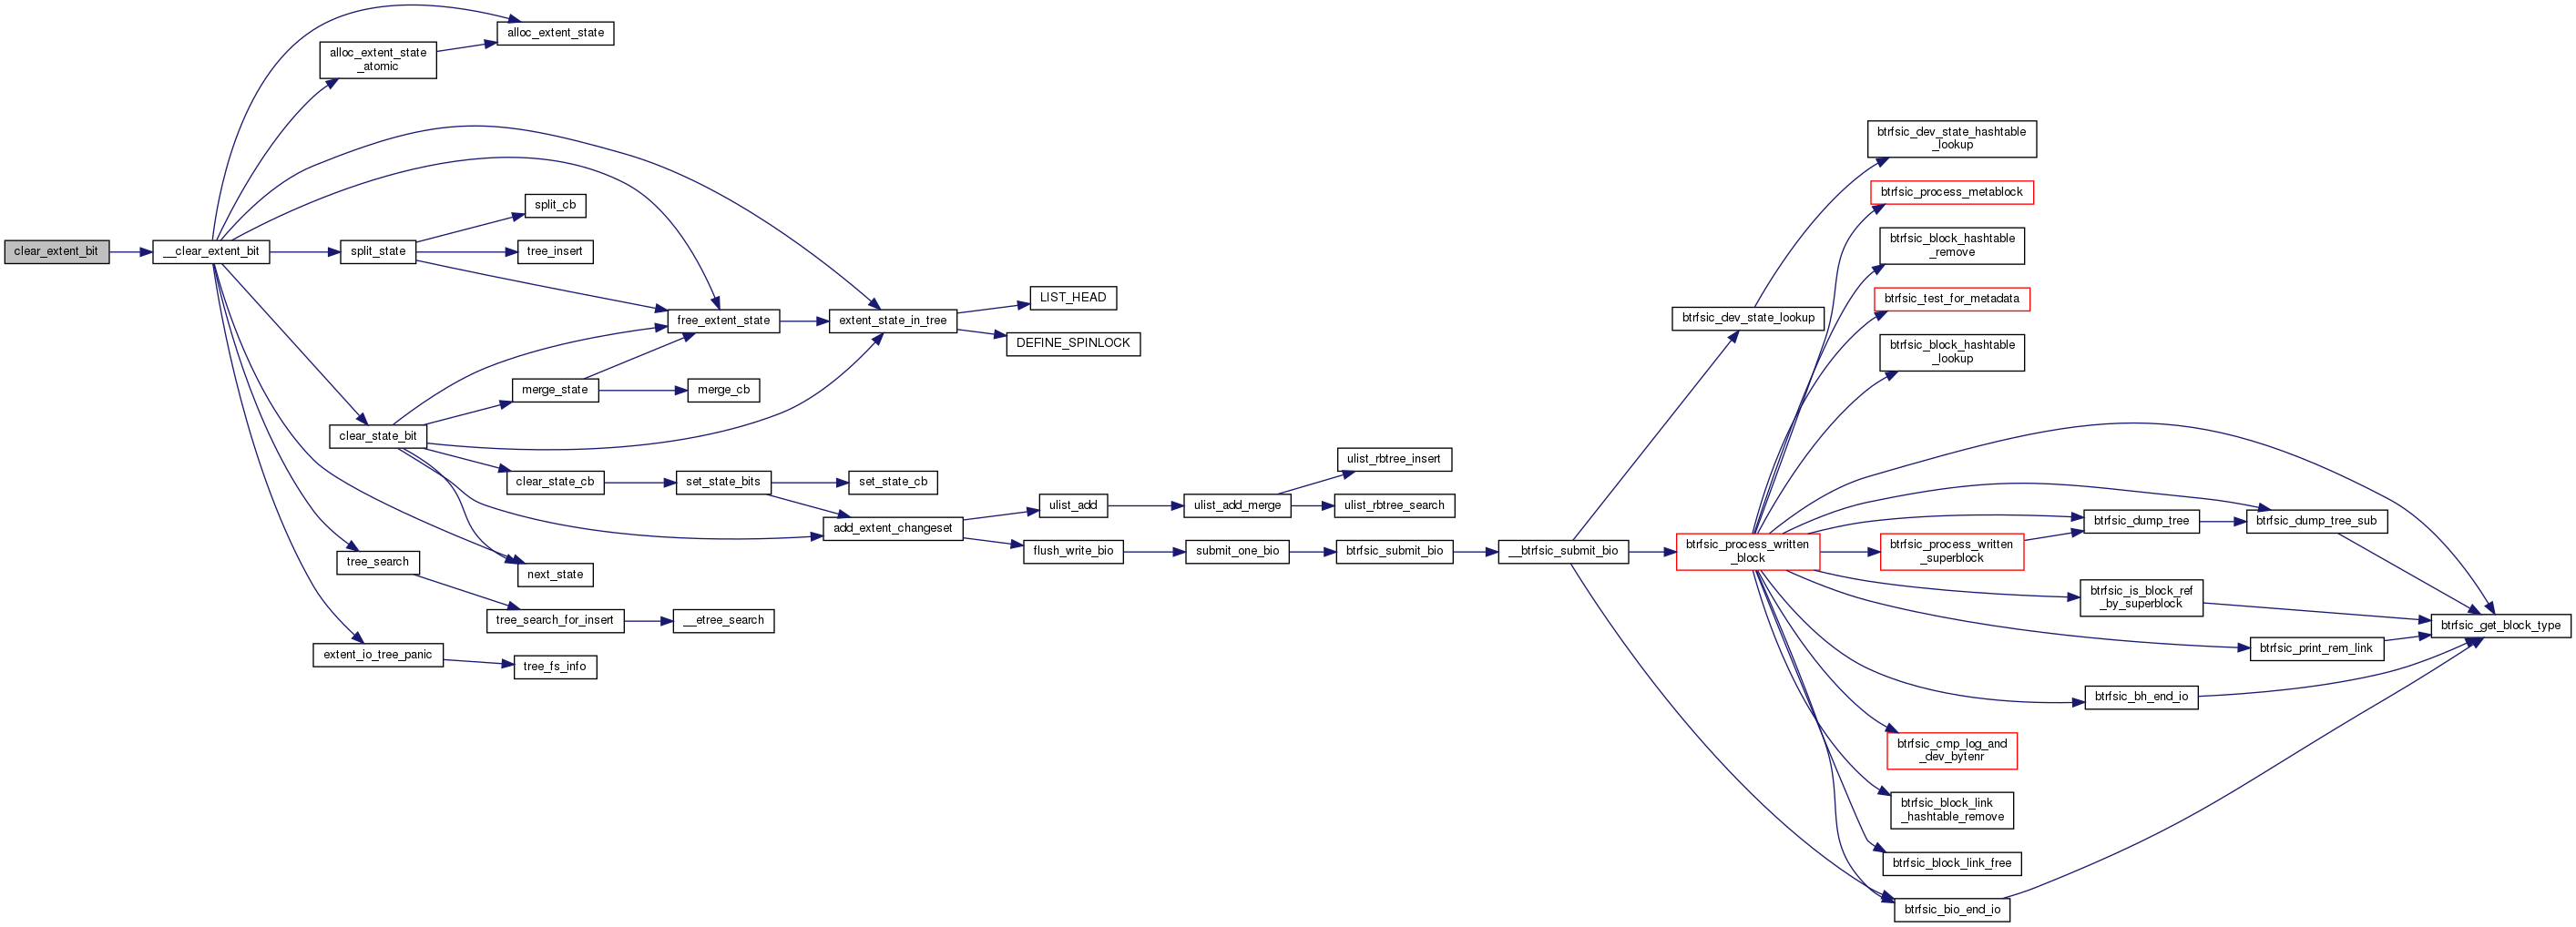 clear_extent_bit
__clear_extent_bit
alloc_extent_state
alloc_extent_state
_atomic
split_state
split_cb
tree_insert
free_extent_state
extent_state_in_tree
LIST_HEAD
DEFINE_SPINLOCK
merge_state
merge_cb
clear_state_bit
clear_state_cb
set_state_bits
set_state_cb
add_extent_changeset
ulist_add
ulist_add_merge
ulist_rbtree_insert
ulist_rbtree_search
flush_write_bio
submit_one_bio
btrfsic_submit_bio
__btrfsic_submit_bio
tree_search
next_state
tree_search_for_insert
__etree_search
extent_io_tree_panic
tree_fs_info
btrfsic_dev_state_lookup
btrfsic_dev_state_hashtable
_lookup
btrfsic_process_metablock
btrfsic_block_hashtable
_remove
btrfsic_test_for_metadata
btrfsic_block_hashtable
_lookup
btrfsic_process_written
_block
btrfsic_dump_tree
btrfsic_dump_tree_sub
btrfsic_process_written
_superblock
btrfsic_is_block_ref
_by_superblock
btrfsic_get_block_type
btrfsic_print_rem_link
btrfsic_bh_end_io
btrfsic_cmp_log_and
_dev_bytenr
btrfsic_block_link
_hashtable_remove
btrfsic_block_link_free
btrfsic_bio_end_io